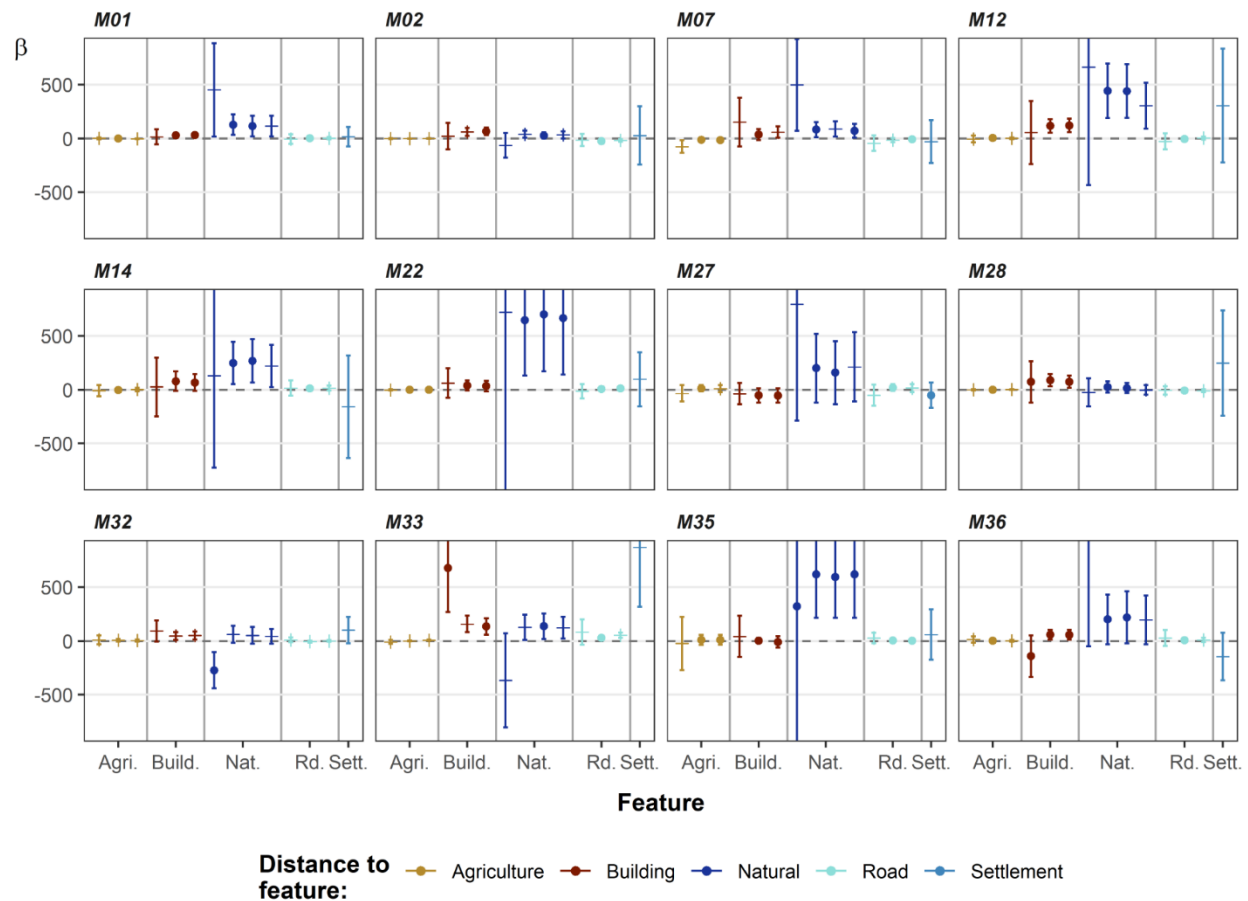 M01 M02 M07 M12
β
500
0
-500
M14 M22 M27 M28
500
0
-500
M32 M33 M35 M36
500
0
-500
Agri. Build. Nat. Rd. Sett. Agri. Build. Nat. Rd. Sett. Agri. Build. Nat. Rd. Sett. Agri. Build. Nat. Rd. Sett.
Feature
Distance to
feature:
Agriculture Building Natural Road Settlement